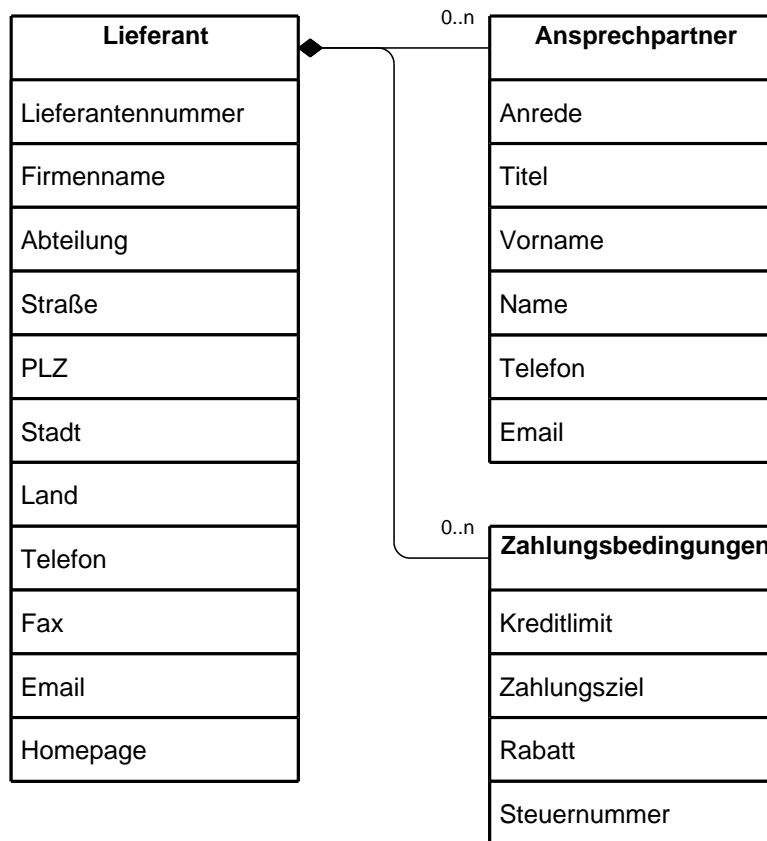 Lieferant
Lieferantennummer
Firmenname
Abteilung
Straße
PLZ
Stadt
Land
Telefon
Fax
Email
Homepage
0..n
Ansprechpartner
Anrede
Titel
Vorname
Name
Telefon
Email
0..n
Zahlungsbedingungen
Kreditlimit
Zahlungsziel
Rabatt
Steuernummer